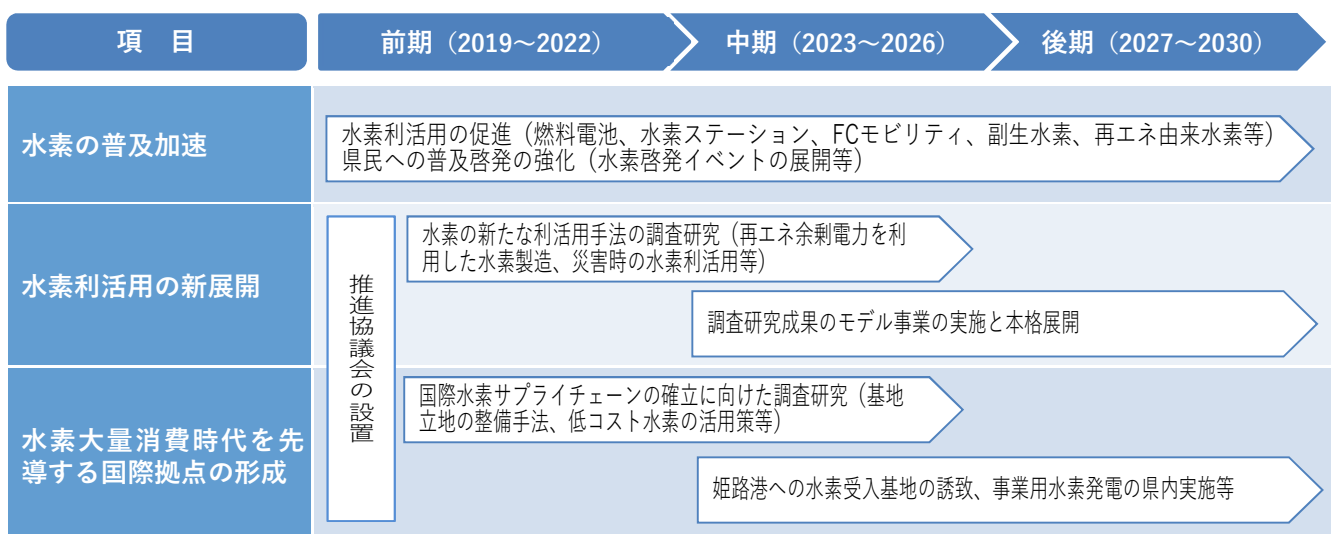 項　目
前期（2019～2022）
中期（2023～2026）
後期（2027～2030）
水素の普及加速
水素利活用の促進（燃料電池、水素ステーション、FCモビリティ、副生水素、再エネ由来水素等）
県民への普及啓発の強化（水素啓発イベントの展開等）
水素利活用の新展開
推進協議会の設置
水素の新たな利活用手法の調査研究（再エネ余剰電力を利
用した水素製造、災害時の水素利活用等）
調査研究成果のモデル事業の実施と本格展開
水素大量消費時代を先
導する国際拠点の形成
国際水素サプライチェーンの確立に向けた調査研究（基地
立地の整備手法、低コスト水素の活用策等）
姫路港への水素受入基地の誘致、事業用水素発電の県内実施等